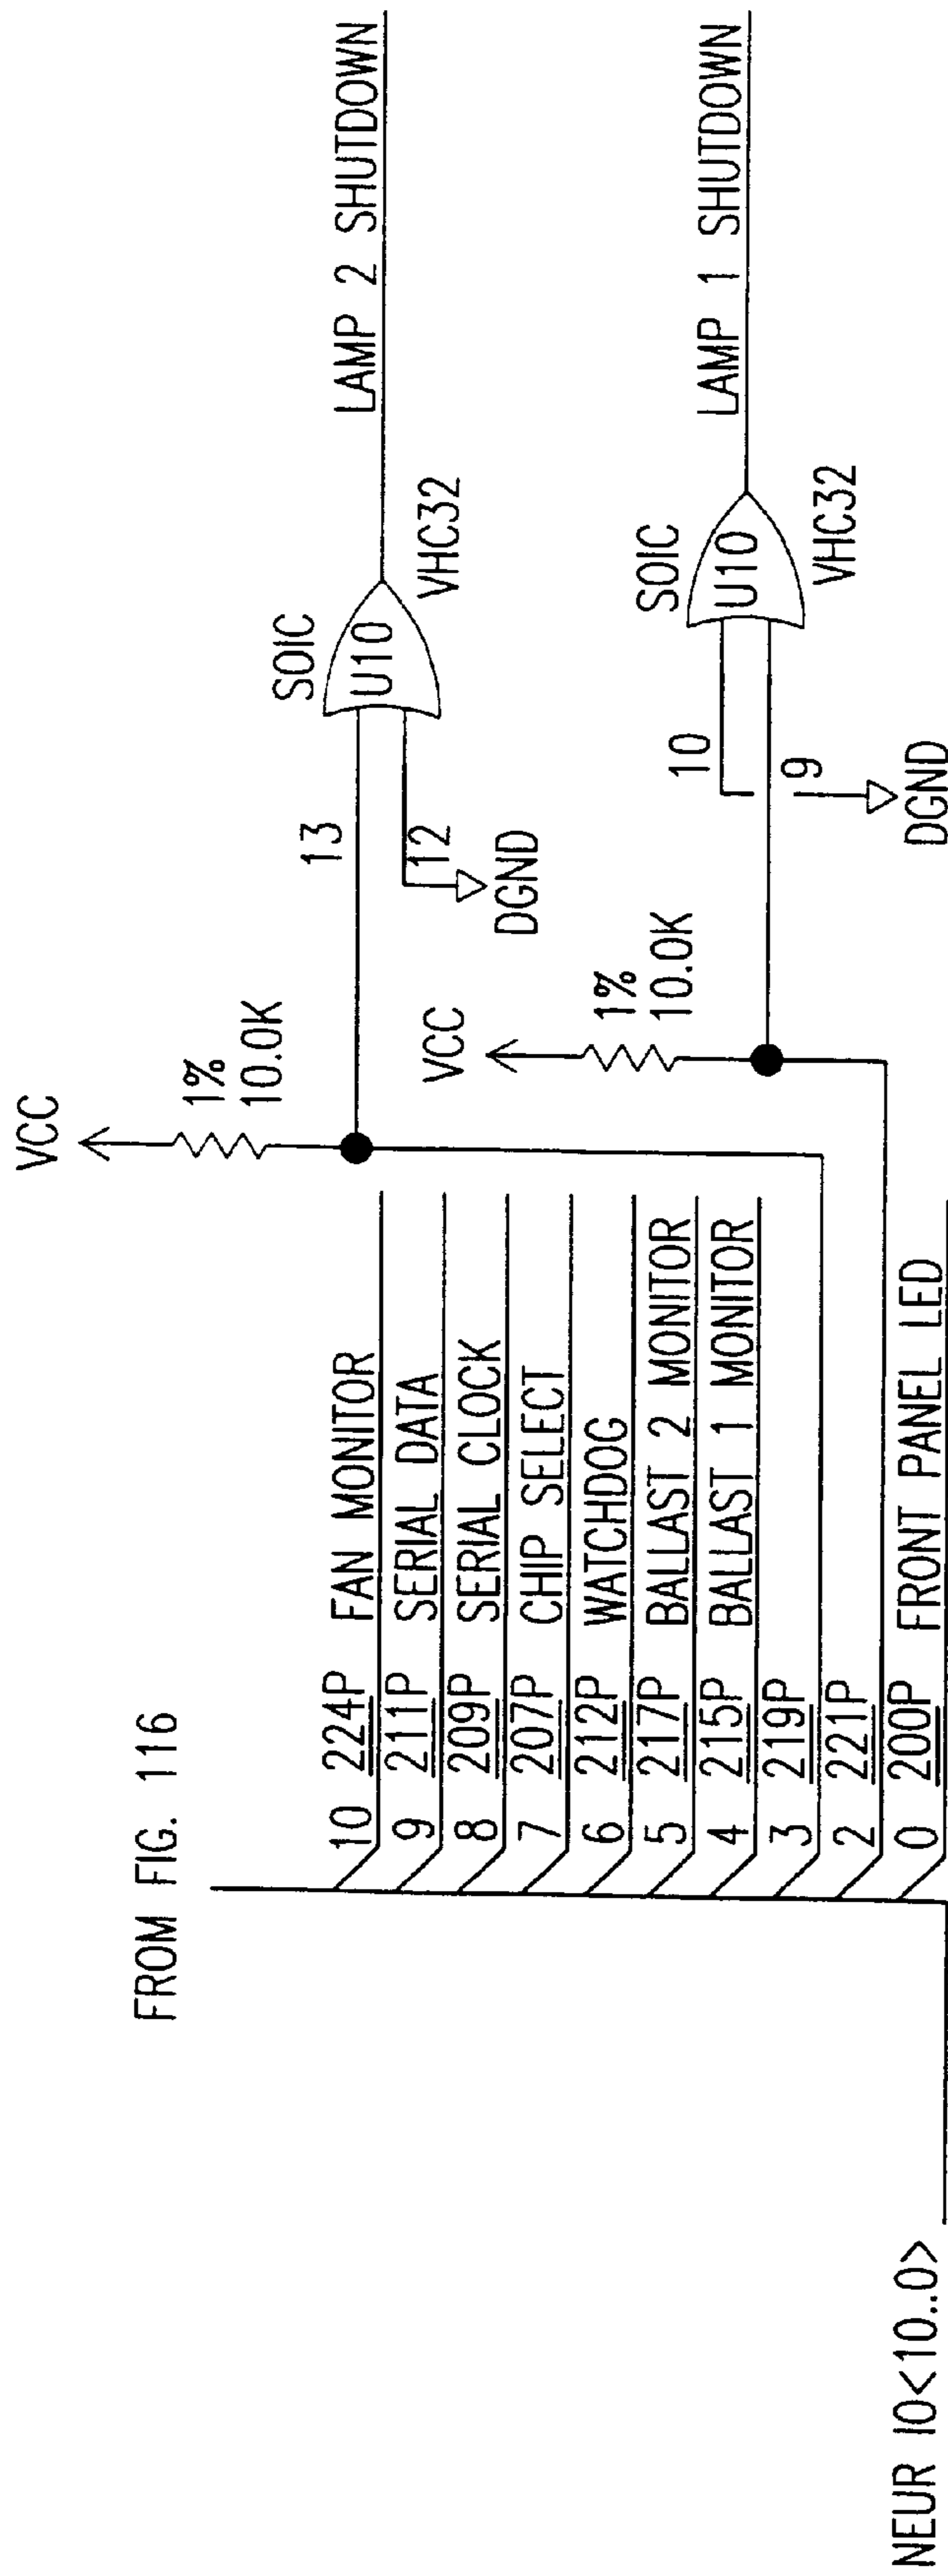 FROM FIG. 116
NEUR IO<10..0>
10 224P FAN MONITOR
9 211P SERIAL DATA
8 209P SERIAL CLOCK
7 207P CHIP SELECT
6 212P WATCHDOG
5 217P BALLAST 2 MONITOR
4 215P BALLAST 1 MONITOR
3 219P
2 221P
0 200P FRONT PANEL LED
VCC
1%
10.0K
13
12
DGND
SOIC
U10
VHC32
LAMP 2 SHUTDOWN
VCC
1%
10.0K
10
9
DGND
SOIC
U10
VHC32
LAMP 1 SHUTDOWN